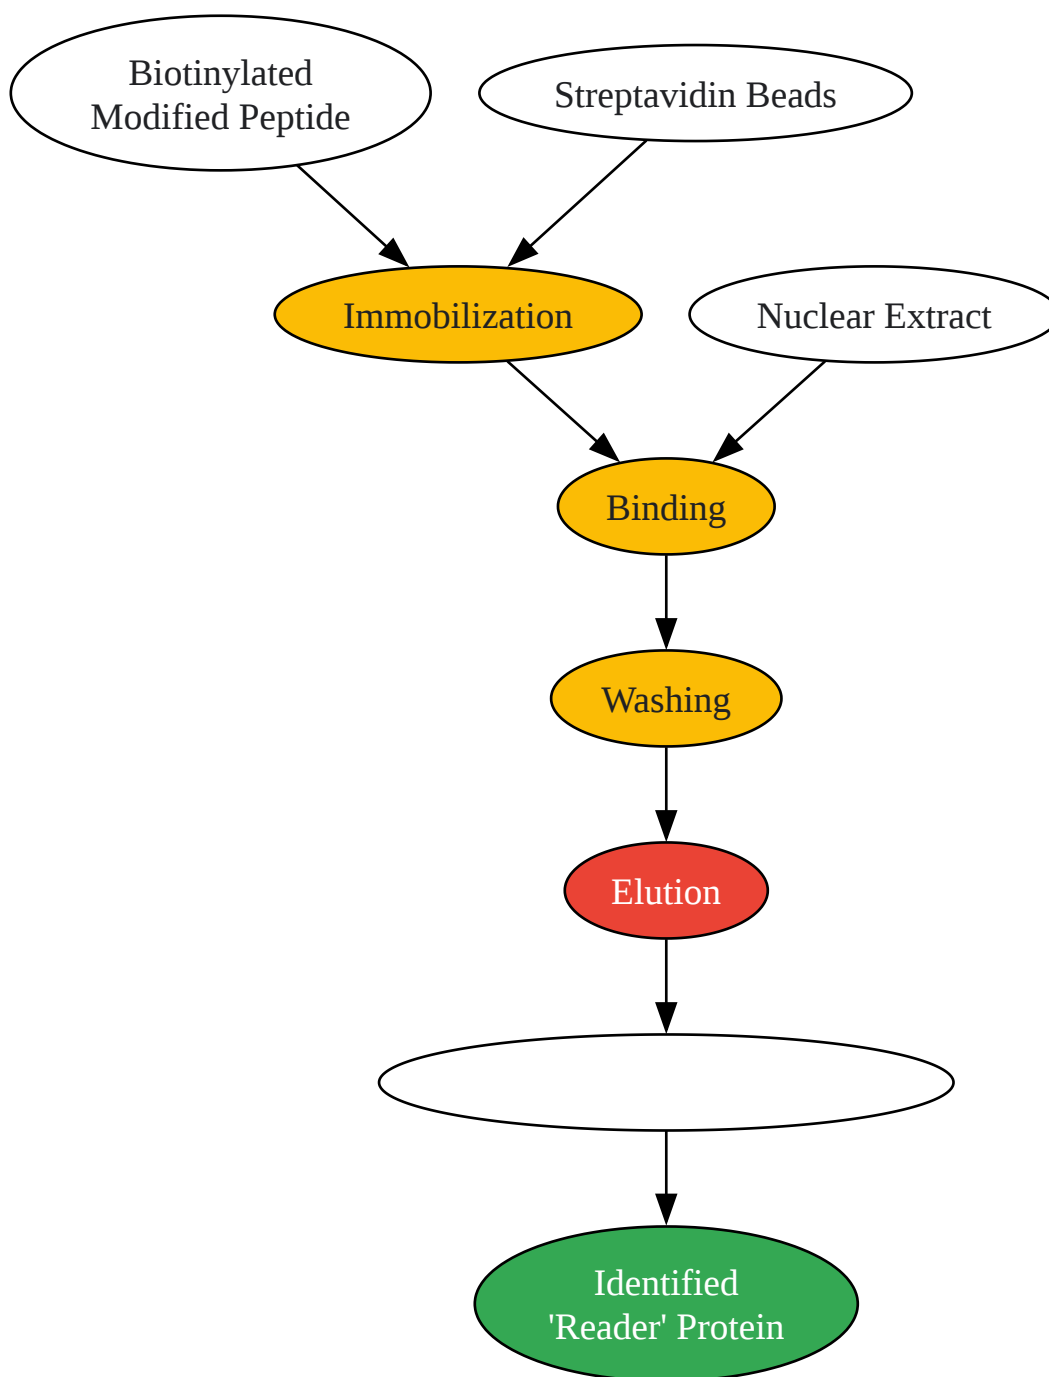 Biotinylated
Modified Peptide
Streptavidin Beads
Immobilization
Nuclear Extract
Binding
Washing
Elution
Identified
'Reader' Protein